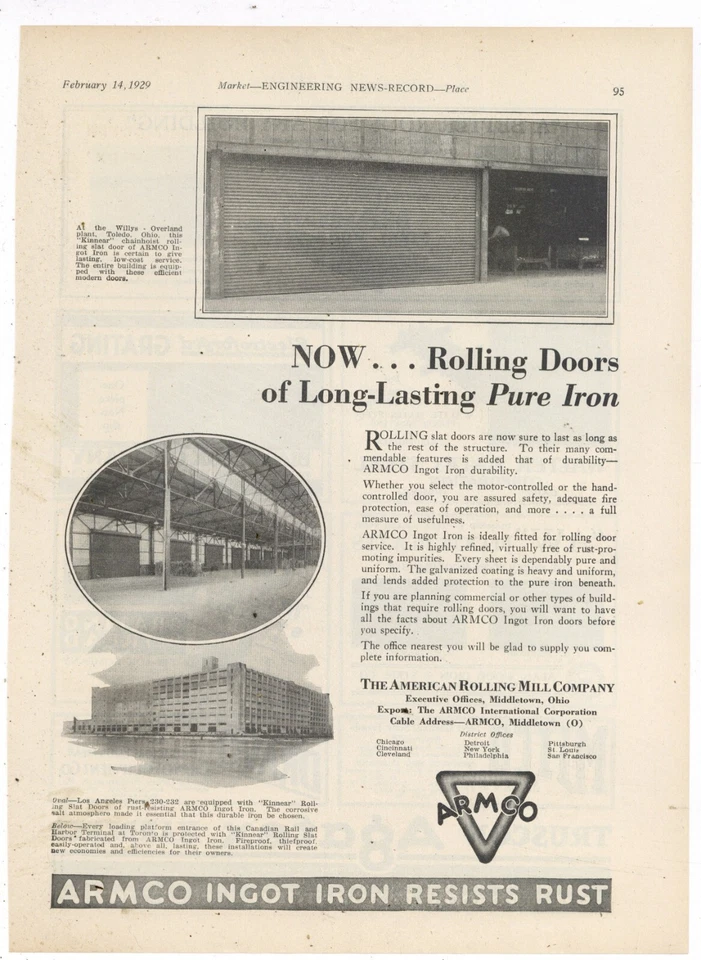 February 14, 1929
Market—ENGINEERING NEWS-RECORD—Place
95
At the Willys - Overland
plant, Toledo, Ohio, this
"Kinnear" chainhoist roll-
ing slat door of ARMCO In-
got Iron is certain to give
lasting, low-cost service.
The entire building is equip-
ped with these efficient
modern doors.
NOW... Rolling Doors
of Long-Lasting Pure Iron
ROLLING slat doors are now sure to last as long as
the rest of the structure. To their many com-
mendable features is added that of durability—
ARMCO Ingot Iron durability.
Whether you select the motor-controlled or the hand-
controlled door, you are assured safety, adequate fire
protection, ease of operation, and more .... a full
measure of usefulness.
ARMCO Ingot Iron is ideally fitted for rolling door
service. It is highly refined, virtually free of rust-pro-
moting impurities. Every sheet is dependably pure and
uniform. The galvanized coating is heavy and uniform,
and lends added protection to the pure iron beneath.
If you are planning commercial or other types of build-
ings that require rolling doors, you will want to have
all the facts about ARMCO Ingot Iron doors before
you specify.
The office nearest you will be glad to supply you com-
plete information.
THE AMERICAN ROLLING MILL COMPANY
Executive Offices, Middletown, Ohio
Export: The ARMCO International Corporation
Cable Address—ARMCO, Middletown (O)
District Offices
Chicago Detroit Pittsburgh
Cincinnati New York St. Louis
Cleveland Philadelphia San Francisco
ARMCO
Oval—Los Angeles Piers 230-232 are equipped with "Kinnear" Roll-
ing Slat Doors of rust-resisting ARMCO Ingot Iron. The corrosive
salt atmosphere made it essential that this durable iron be chosen.
Below—Every loading platform entrance of this Canadian Rail and
Harbor Terminal at Toronto is protected with "Kinnear" Rolling Slat
Doors fabricated from ARMCO Ingot Iron. Fireproof, thiefproof,
easily-operated and, above all, lasting, these installations will create
new economies and efficiencies for their owners.
ARMCO INGOT IRON RESISTS RUST